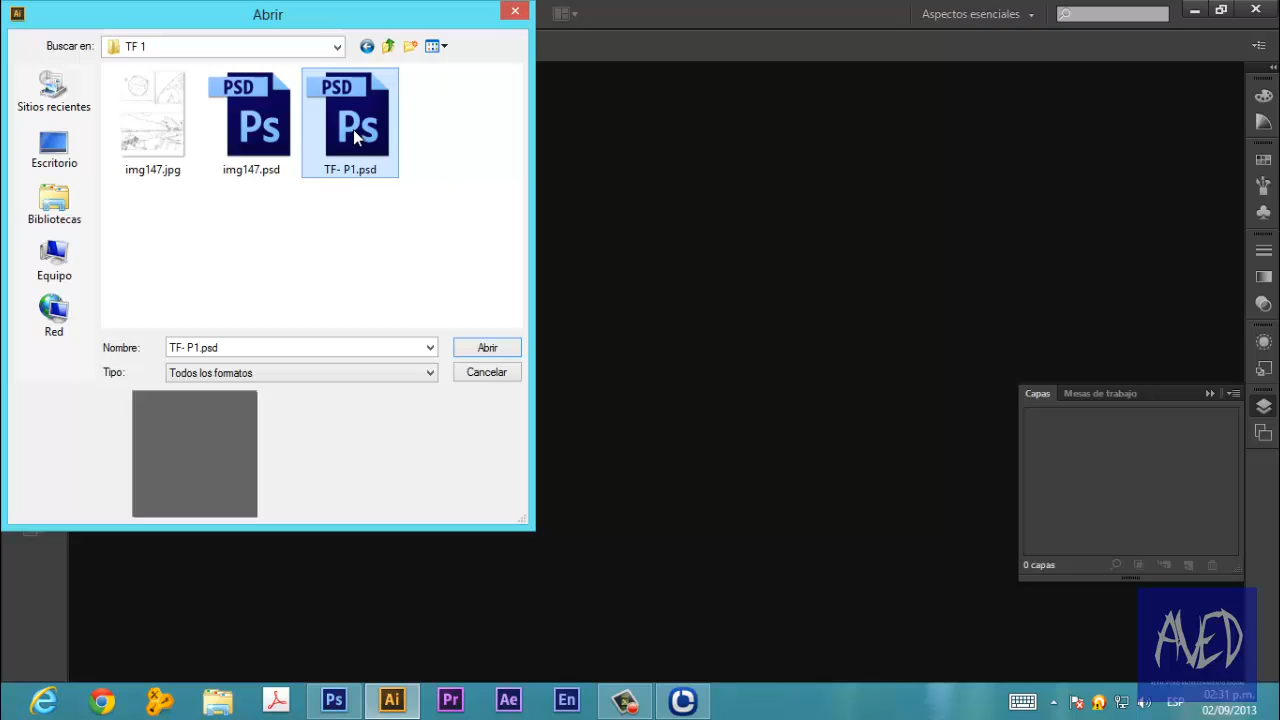 Ai
Abrir
Aspectos esenciales
Buscar en:
TF 1
Sitios recientes
Escritorio
Bibliotecas
Equipo
Red
PSD
Ps
PSD
Ps
img147.jpg
img147.psd
TF- P1.psd
Nombre:
TF- P1.psd
Abrir
Tipo:
Todos los formatos
Cancelar
Capas
Mesas de trabajo
0 capas
AVED
Ps
Ai
Pr
Ae
En
ESP
02:31 p.m.
02/09/2013